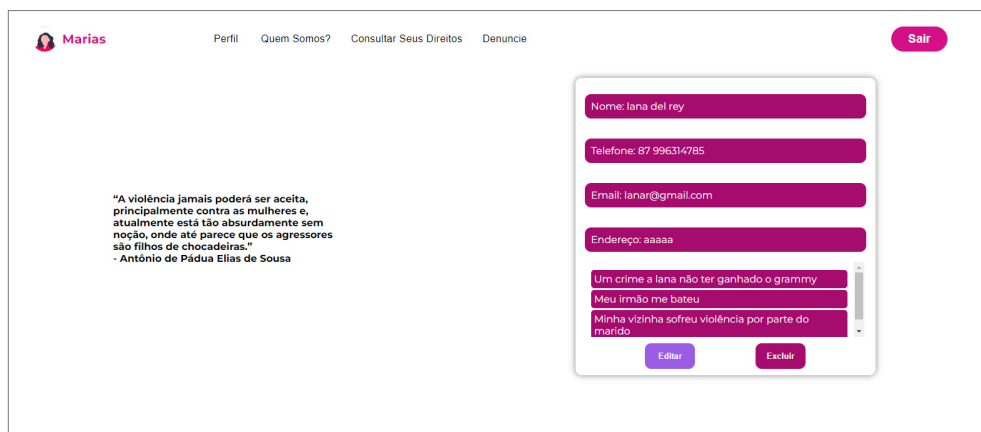 Marias
Perfil
Quem Somos?
Consultar Seus Direitos
Denuncie
Sair
“A violência jamais poderá ser aceita,
principalmente contra as mulheres e,
atualmente está tão absurdamente sem
noção, onde até parece que os agressores
são filhos de chocadeiras.”
- Antônio de Pádua Elias de Sousa
Nome: lana del rey
Telefone: 87 996314785
Email: lanar@gmail.com
Endereço: aaaaa
Um crime a lana não ter ganhado o grammy
Meu irmão me bateu
Minha vizinha sofreu violência por parte do
marido
Editar
Excluir